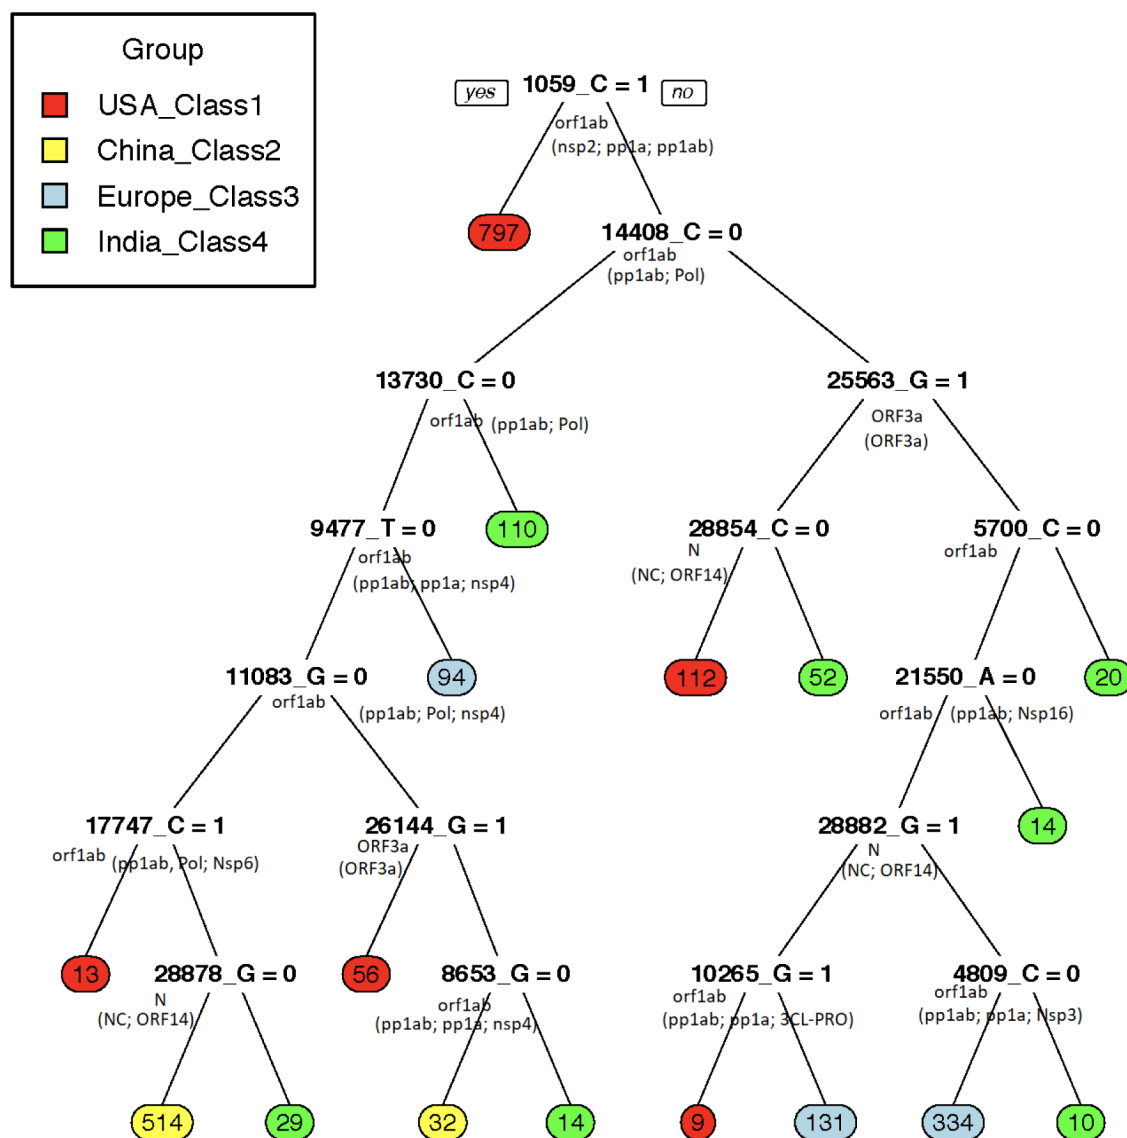 Group
USA_Class1
China_Class2
Europe_Class3
India_Class4
yes 1059_C = 1 no
orf1ab
(nsp2; pp1a; pp1ab)
797
14408_C = 0
orf1ab
(pp1ab; Pol)
13730_C = 0
orf1ab (pp1ab; Pol)
25563_G = 1
ORF3a
(ORF3a)
9477_T = 0
orf1ab
(pp1ab; pp1a; nsp4)
110
28854_C = 0
N
(NC; ORF14)
5700_C = 0
orf1ab
11083_G = 0
orf1ab
94
(pp1ab; Pol; nsp4)
112
52
21550_A = 0
orf1ab (pp1ab; Nsp16)
20
17747_C = 1
orf1ab (pp1ab, Pol; Nsp6)
26144_G = 1
ORF3a
(ORF3a)
28882_G = 1
N
(NC; ORF14)
14
13
28878_G = 0
N
(NC; ORF14)
56
8653_G = 0
orf1ab
(pp1ab; pp1a; nsp4)
10265_G = 1
orf1ab
(pp1ab; pp1a; 3CL-PRO)
4809_C = 0
orf1ab
(pp1ab; pp1a; Nsp3)
514
29
32
14
9
131
334
10